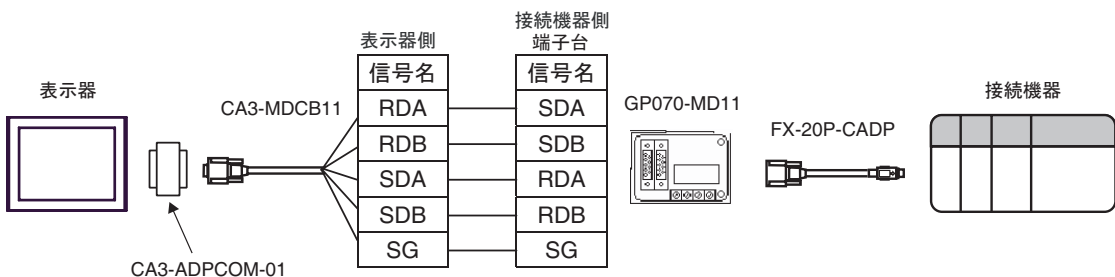 接続機器側
表示器側 端子台
信号名 信号名
表示器 CA3-MDCB11 GP070-MD11 接続機器
RDA SDA
FX-20P-CADP
RDB SDB
SDA RDA
SDB RDB
SG SG
CA3-ADPCOM-01